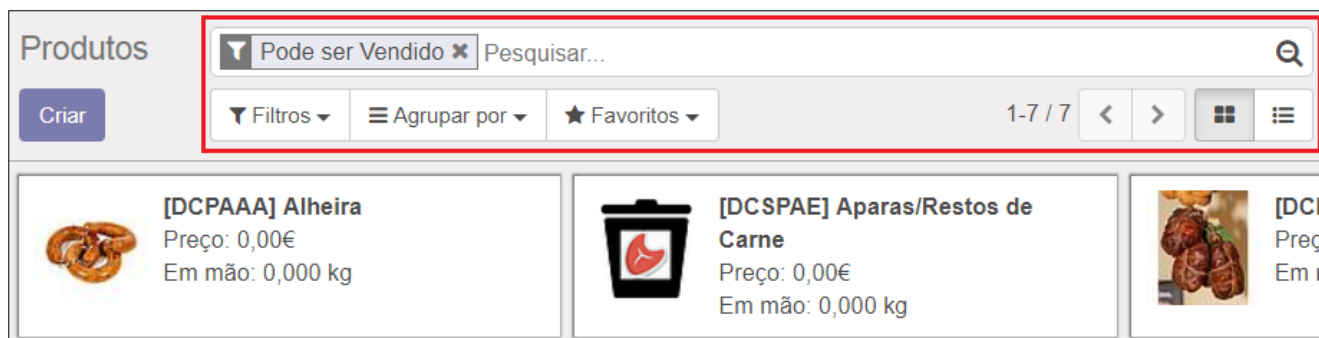 Produtos
Pode ser Vendido ✖ Pesquisar...
Criar
Filtros
Agrupar por
Favoritos
1-7 / 7
[DCPAAA] Alheira
Preço: 0,00€
Em mão: 0,000 kg
[DCSPAE] Aparas/Restos de
Carne
Preço: 0,00€
Em mão: 0,000 kg
Em